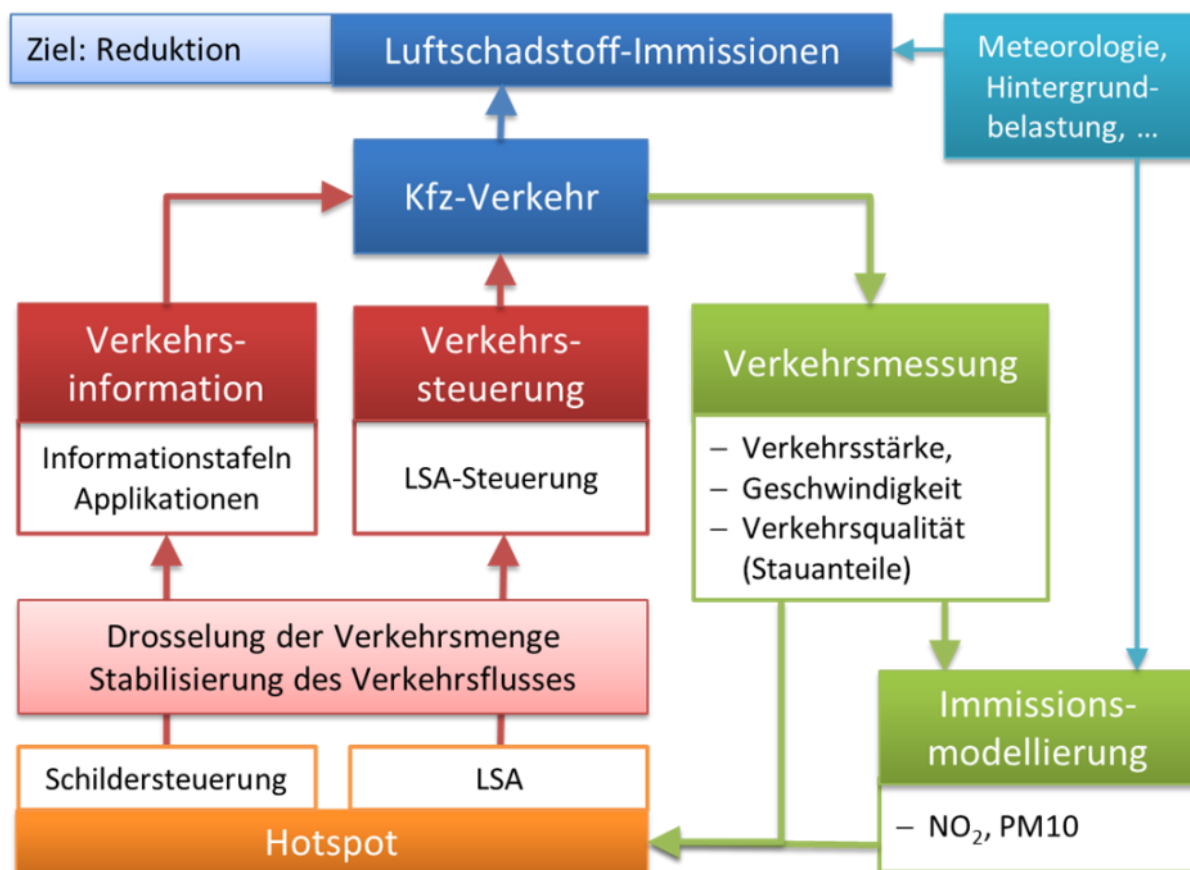 Ziel: Reduktion
Luftschadstoff-Immissionen
Meteorologie,
Hintergrund-
belastung, ...
Kfz-Verkehr
Verkehrs-
information
Informationstafeln
Applikationen
Verkehrs-
steuerung
LSA-Steuerung
Verkehrsmessung
– Verkehrsstärke,
– Geschwindigkeit
– Verkehrsqualität
(Stauanteile)
Drosselung der Verkehrsmenge
Stabilisierung des Verkehrsflusses
Immissions-
modellierung
– NO₂, PM10
Schildersteuerung
LSA
Hotspot